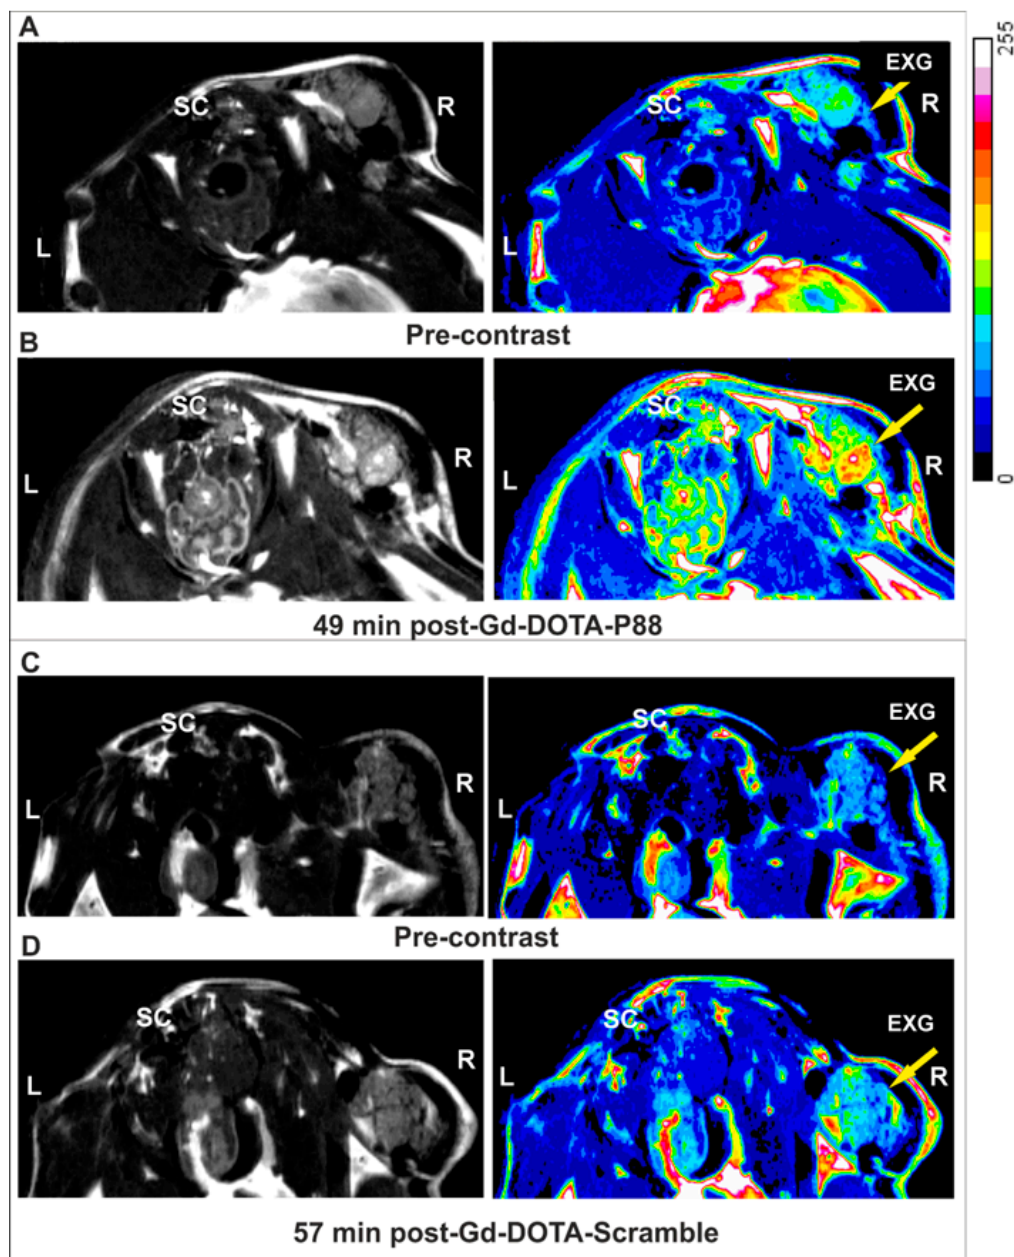 A
SC
R
L
SC
EXG
R
L
255
0
Pre-contrast
B
SC
R
L
SC
EXG
R
L
49 min post-Gd-DOTA-P88
C
SC
R
L
SC
EXG
R
L
Pre-contrast
D
SC
R
L
SC
EXG
R
L
57 min post-Gd-DOTA-Scramble